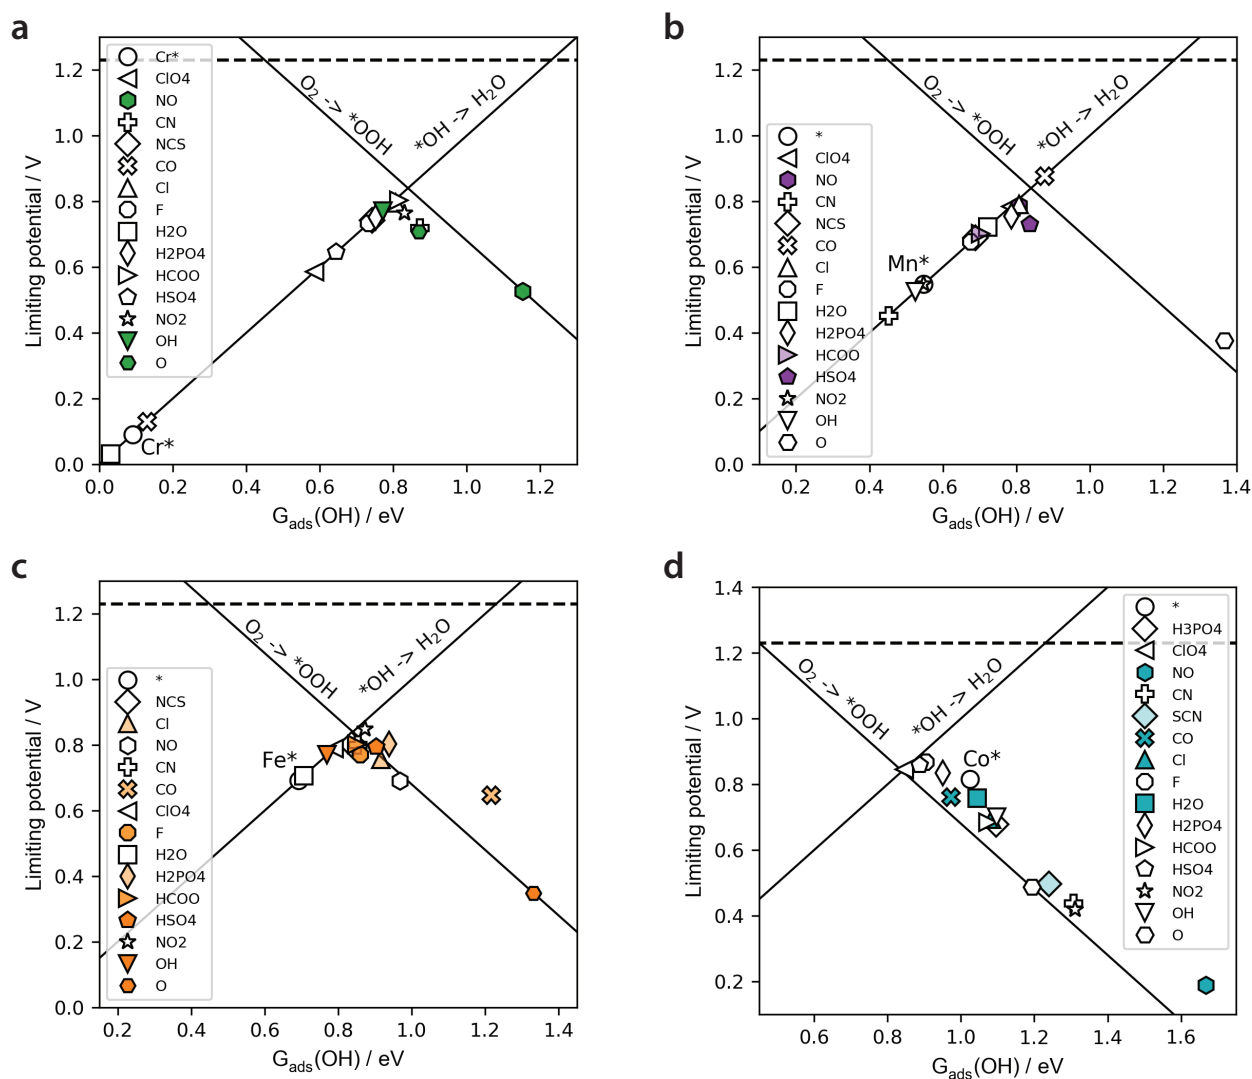 a
Limiting potential / V
1.2
1.0
0.8
0.6
0.4
0.2
0.0
Cr*
ClO4
NO
CN
NCS
CO
Cl
F
H2O
H2PO4
HCOO
HSO4
NO2
OH
O
O₂ -> *OOH
*OH -> H₂O
Cr*
0.0 0.2 0.4 0.6 0.8 1.0 1.2
G_ads(OH) / eV
b
Limiting potential / V
1.2
1.0
0.8
0.6
0.4
0.2
0.0
*
ClO4
NO
CN
NCS
CO
Cl
F
H2O
H2PO4
HCOO
HSO4
NO2
OH
O
O₂ -> *OOH
*OH -> H₂O
Mn*
0.2 0.4 0.6 0.8 1.0 1.2 1.4
G_ads(OH) / eV
c
Limiting potential / V
1.2
1.0
0.8
0.6
0.4
0.2
0.0
*
NCS
Cl
NO
CN
CO
ClO4
F
H2O
H2PO4
HCOO
HSO4
NO2
OH
O
O₂ -> *OOH
*OH -> H₂O
Fe*
0.2 0.4 0.6 0.8 1.0 1.2 1.4
G_ads(OH) / eV
d
Limiting potential / V
1.4
1.2
1.0
0.8
0.6
0.4
0.2
*
H3PO4
ClO4
NO
CN
SCN
CO
Cl
F
H2O
H2PO4
HCOO
HSO4
NO2
OH
O
O₂ -> *OOH
*OH -> H₂O
Co*
0.6 0.8 1.0 1.2 1.4 1.6
G_ads(OH) / eV